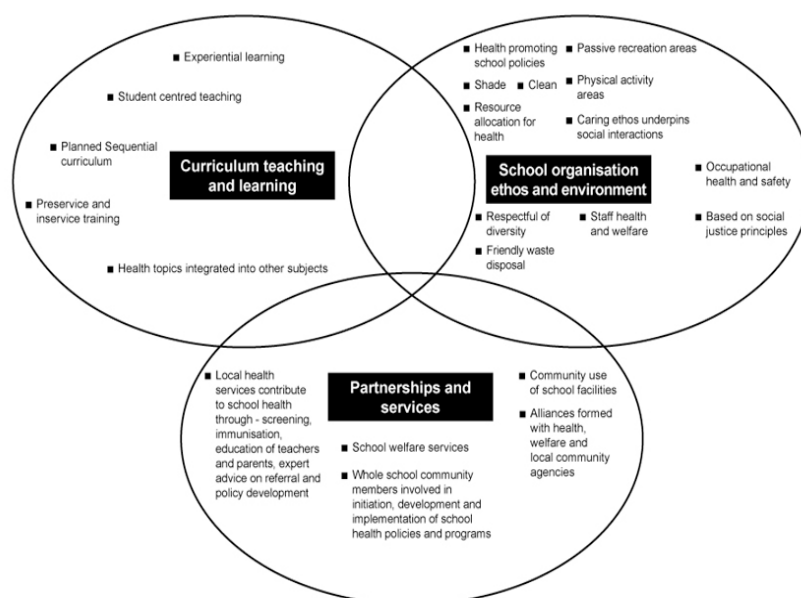 ■ Experiential learning
■ Student centred teaching
■ Planned Sequential
curriculum
Curriculum teaching
and learning
■ Preservice and
inservice training
■ Health topics integrated into other subjects
■ Health promoting
school policies
■ Passive recreation areas
■ Shade ■ Clean
■ Physical activity
areas
■ Resource
allocation for
health
■ Caring ethos underpins
social interactions
School organisation
ethos and environment
■ Occupational
health and safety
■ Respectful of
diversity
■ Staff health
and welfare
■ Based on social
justice principles
■ Friendly waste
disposal
■ Local health
services contribute
to school health
through - screening,
immunisation,
education of teachers
and parents, expert
advice on referral and
policy development
Partnerships and
services
■ School welfare services
■ Whole school community
members involved in
initiation, development and
implementation of school
health policies and programs
■ Community use
of school facilities
■ Alliances formed
with health,
welfare and
local community
agencies